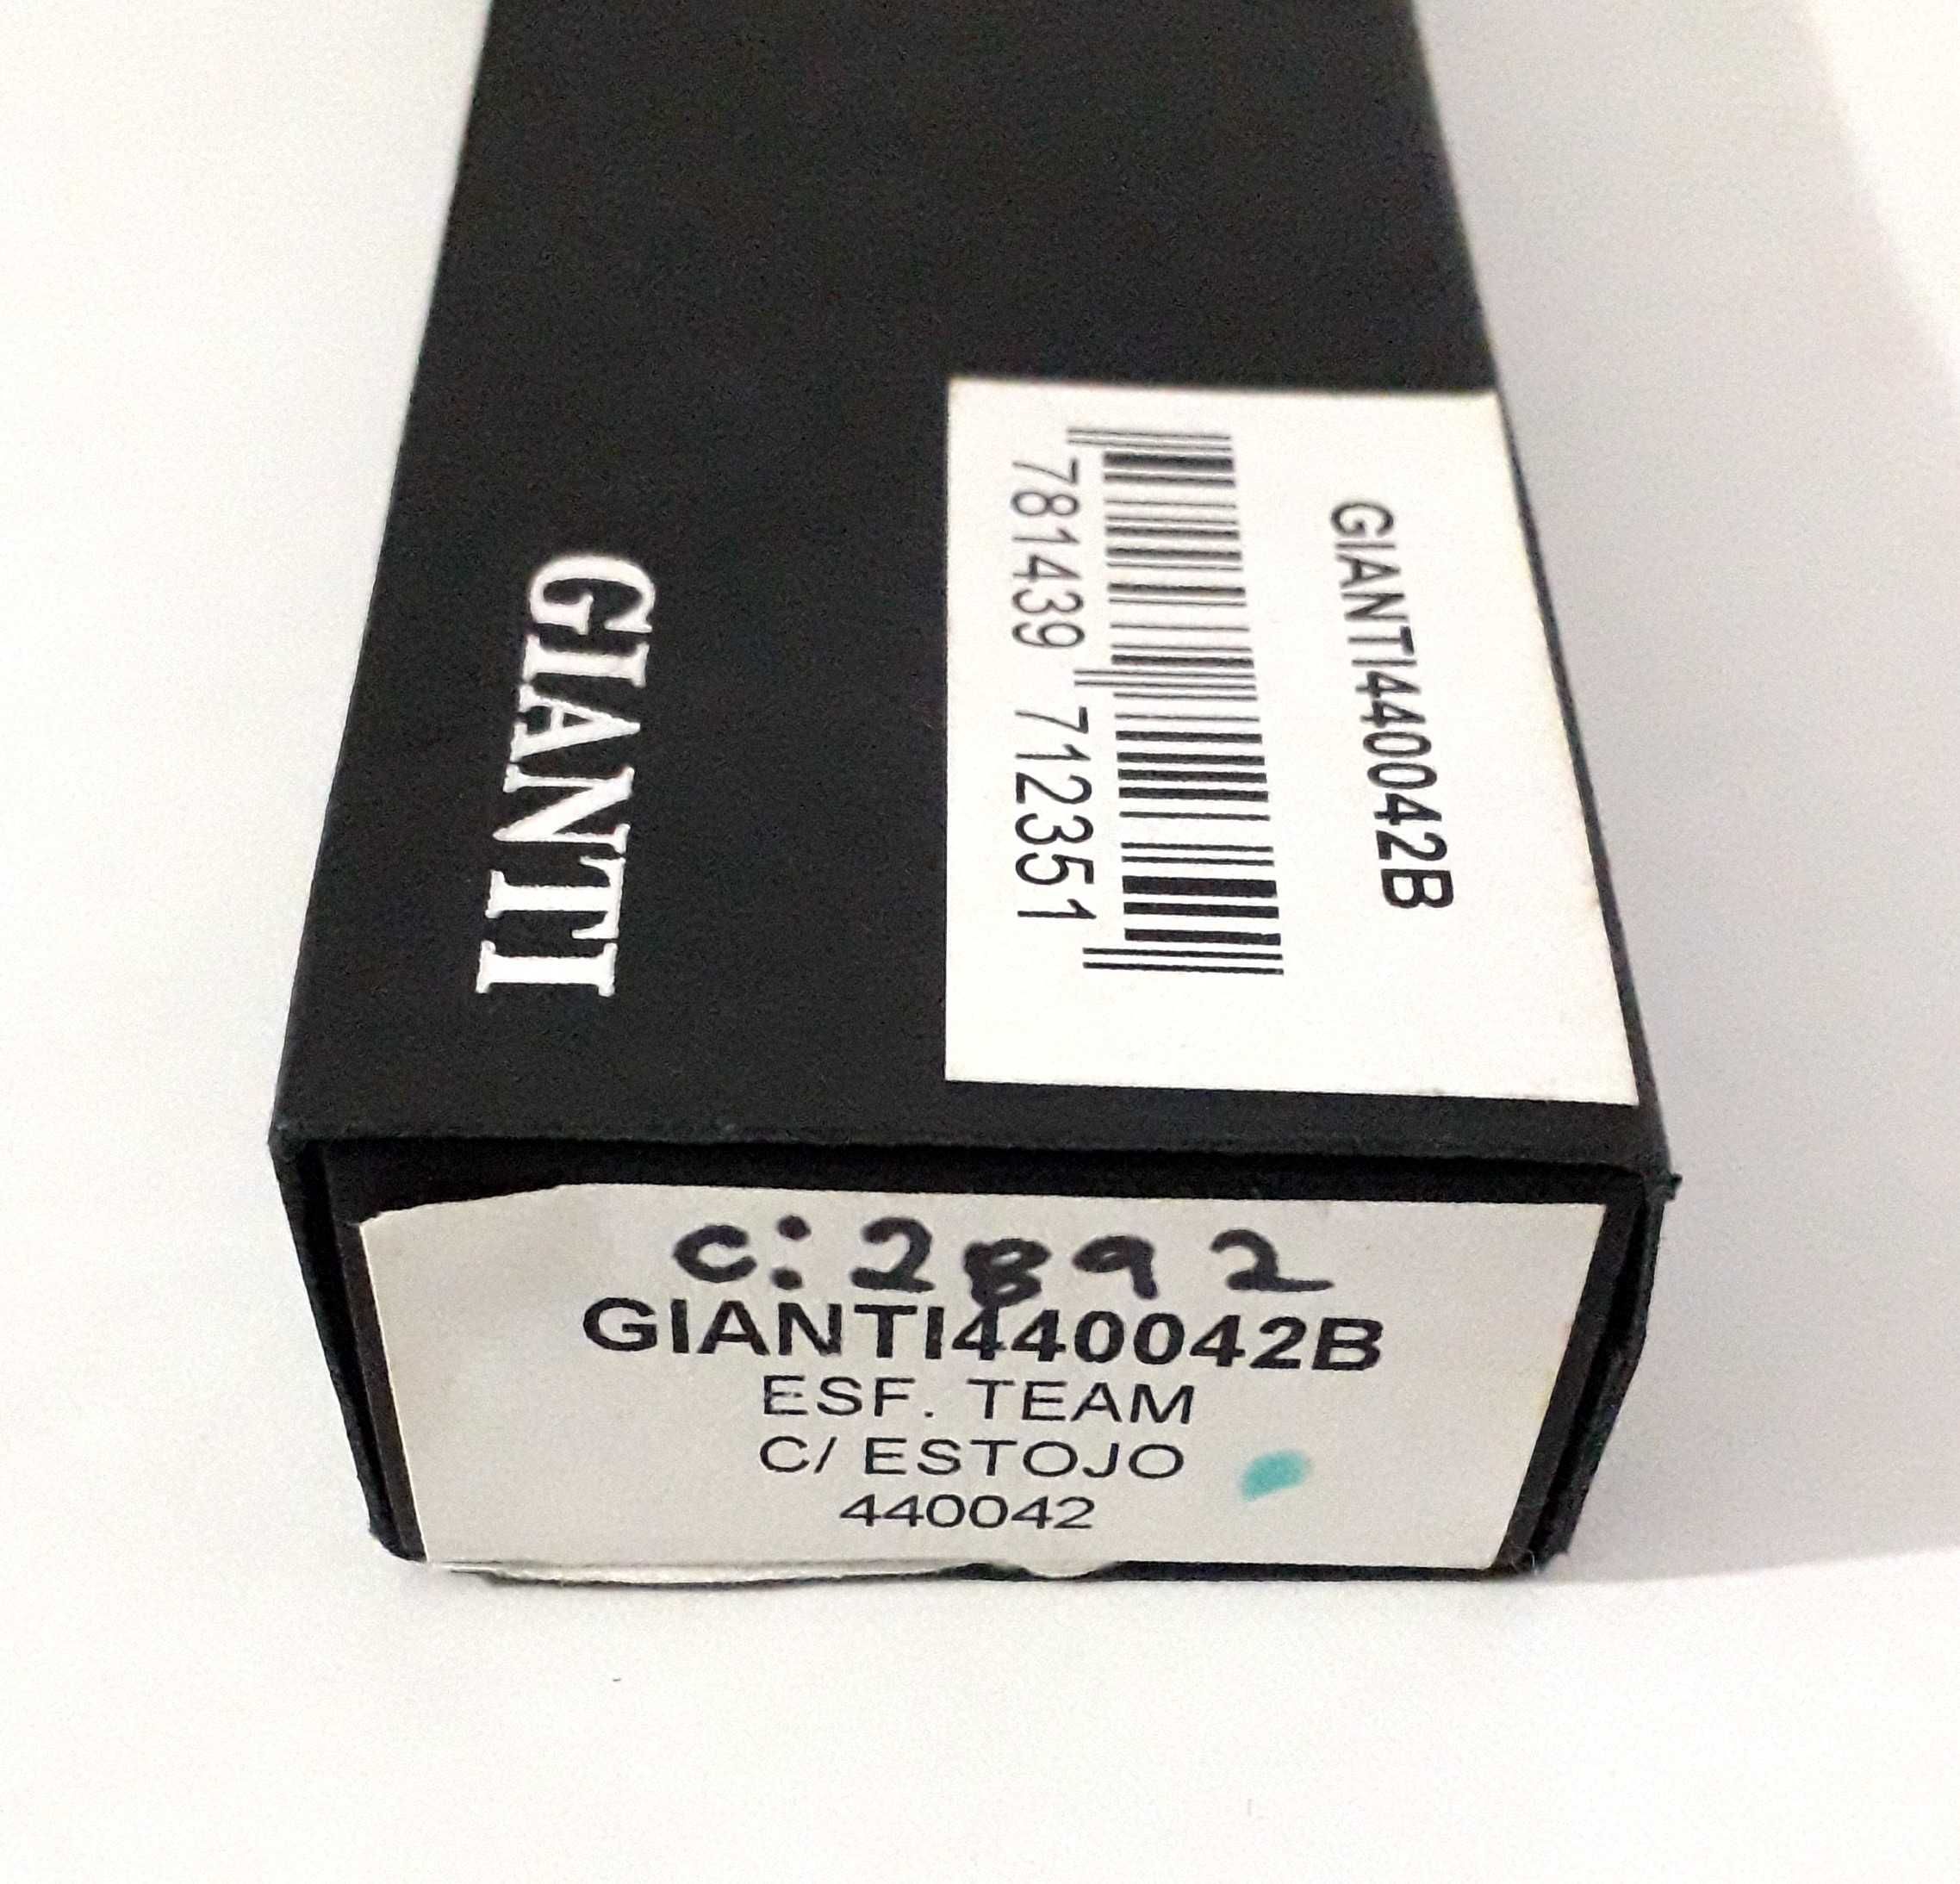 GIANTI
GIANTI440042B
781439 712351
c: 2892
GIANTI440042B
ESF. TEAM
C/ ESTOJO
440042